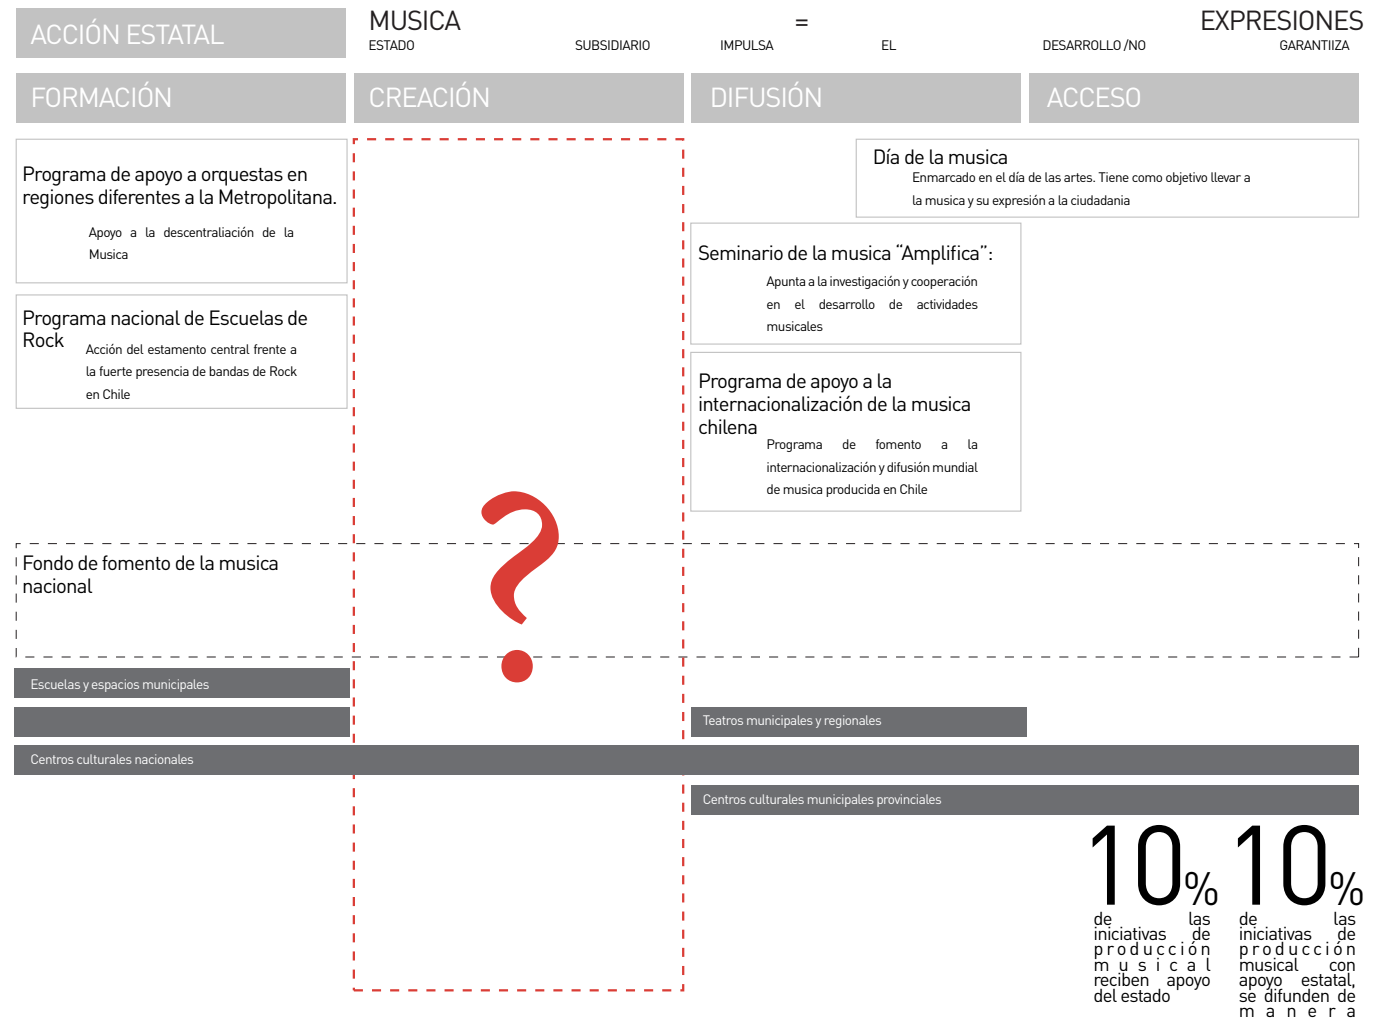 ACCIÓN ESTATAL
MUSICA = EXPRESIONES
ESTADO SUBSIDIARIO IMPULSA EL DESARROLLO /NO GARANTIIZA
FORMACIÓN
CREACIÓN
DIFUSIÓN
ACCESO
Programa de apoyo a orquestas en
regiones diferentes a la Metropolitana.
Apoyo a la descentraliación de la
Musica
Programa nacional de Escuelas de
Rock
Acción del estamento central frente a
la fuerte presencia de bandas de Rock
en Chile
Día de la musica
Enmarcado en el día de las artes. Tiene como objetivo llevar a
la musica y su expresión a la ciudadania
Seminario de la musica “Amplifica”:
Apunta a la investigación y cooperación
en el desarrollo de actividades
musicales
Programa de apoyo a la
internacionalización de la musica
chilena
Programa de fomento a la
internacionalización y difusión mundial
de musica producida en Chile
?
Fondo de fomento de la musica
nacional
Escuelas y espacios municipales
Teatros municipales y regionales
Centros culturales nacionales
Centros culturales municipales provinciales
10%
de las
iniciativas de
producción
musical
reciben apoyo
del estado
10%
de las
iniciativas de
producción
musical con
apoyo estatal,
se difunden de
manera